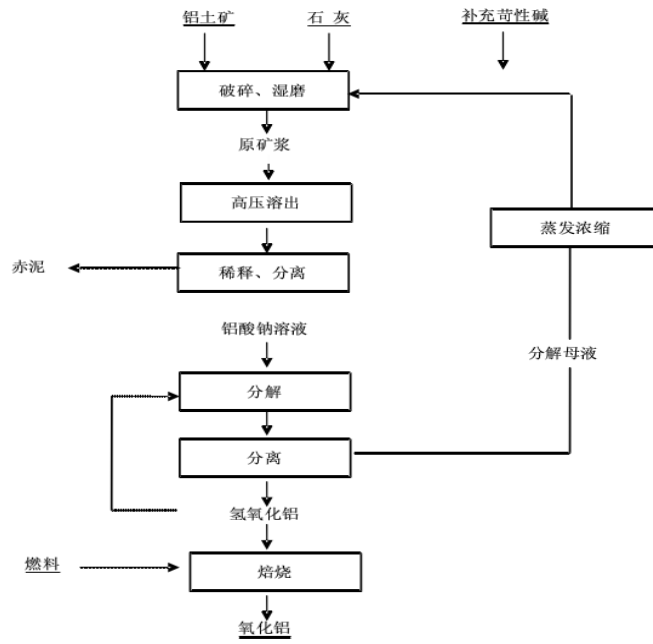 铝土矿
石 灰
补充苛性碱
破碎、湿磨
原矿浆
高压溶出
蒸发浓缩
赤泥
稀释、分离
铝酸钠溶液
分解母液
分解
分离
氢氧化铝
燃料
焙烧
氧化铝